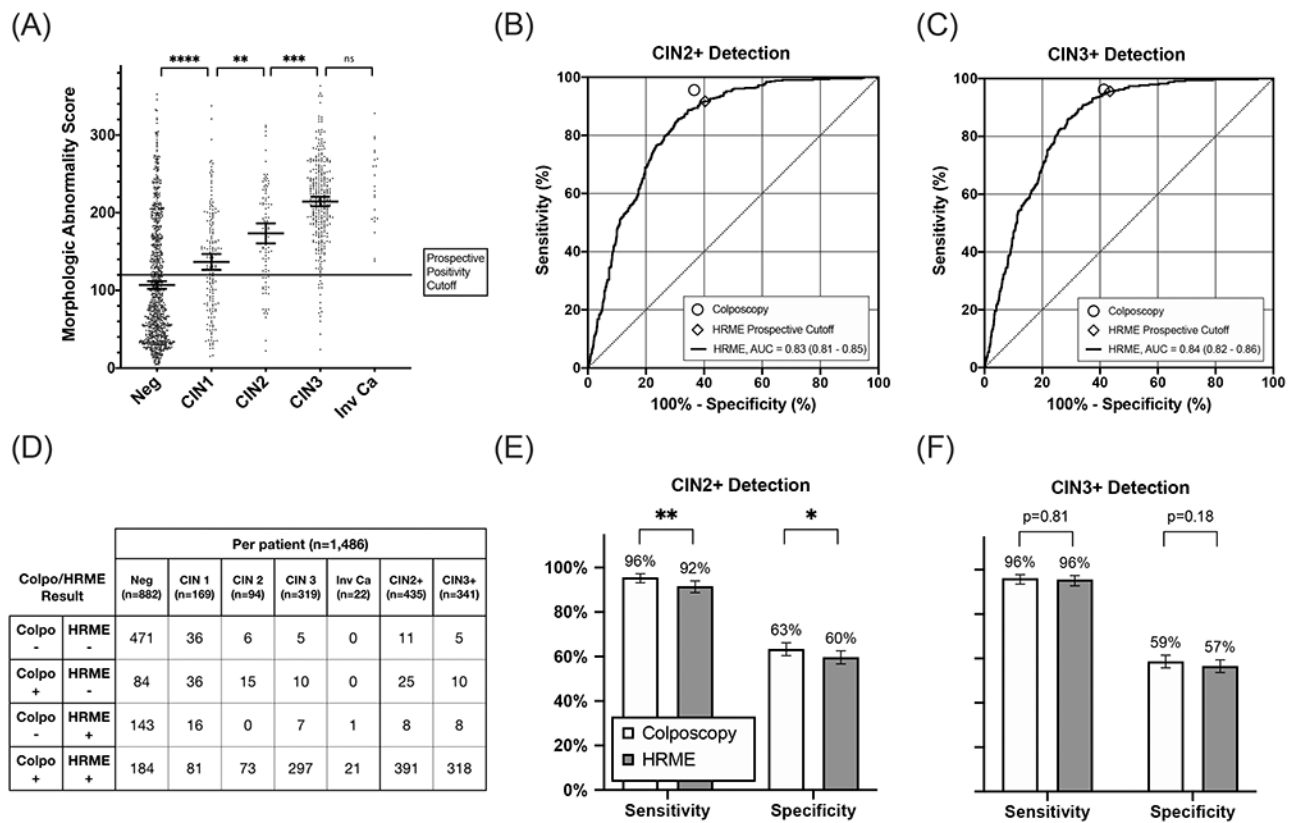 (A)
****
**
***
ns
Morphologic Abnormality Score
300
200
100
0
Prospective
Positivity
Cutoff
Neg
CIN1
CIN2
CIN3
Inv Ca
(B)
CIN2+ Detection
Sensitivity (%)
100
80
60
40
20
0
Colposcopy
HRME Prospective Cutoff
HRME, AUC = 0.83 (0.81 - 0.85)
0 20 40 60 80 100
100% - Specificity (%)
(C)
CIN3+ Detection
Sensitivity (%)
100
80
60
40
20
0
Colposcopy
HRME Prospective Cutoff
HRME, AUC = 0.84 (0.82 - 0.86)
0 20 40 60 80 100
100% - Specificity (%)
(D)
Per patient (n=1,486)
Colpo/HRME Result
Neg (n=882) CIN 1 (n=169) CIN 2 (n=94) CIN 3 (n=319) Inv Ca (n=22) CIN2+ (n=435) CIN3+ (n=341)
Colpo - HRME - 471 36 6 5 0 11 5
Colpo + HRME - 84 36 15 10 0 25 10
Colpo - HRME + 143 16 0 7 1 8 8
Colpo + HRME + 184 81 73 297 21 391 318
(E)
CIN2+ Detection
** *
96% 92% 63% 60%
100%
80%
60%
40%
20%
0%
Colposcopy
HRME
Sensitivity Specificity
(F)
CIN3+ Detection
p=0.81 p=0.18
96% 96% 59% 57%
Sensitivity Specificity